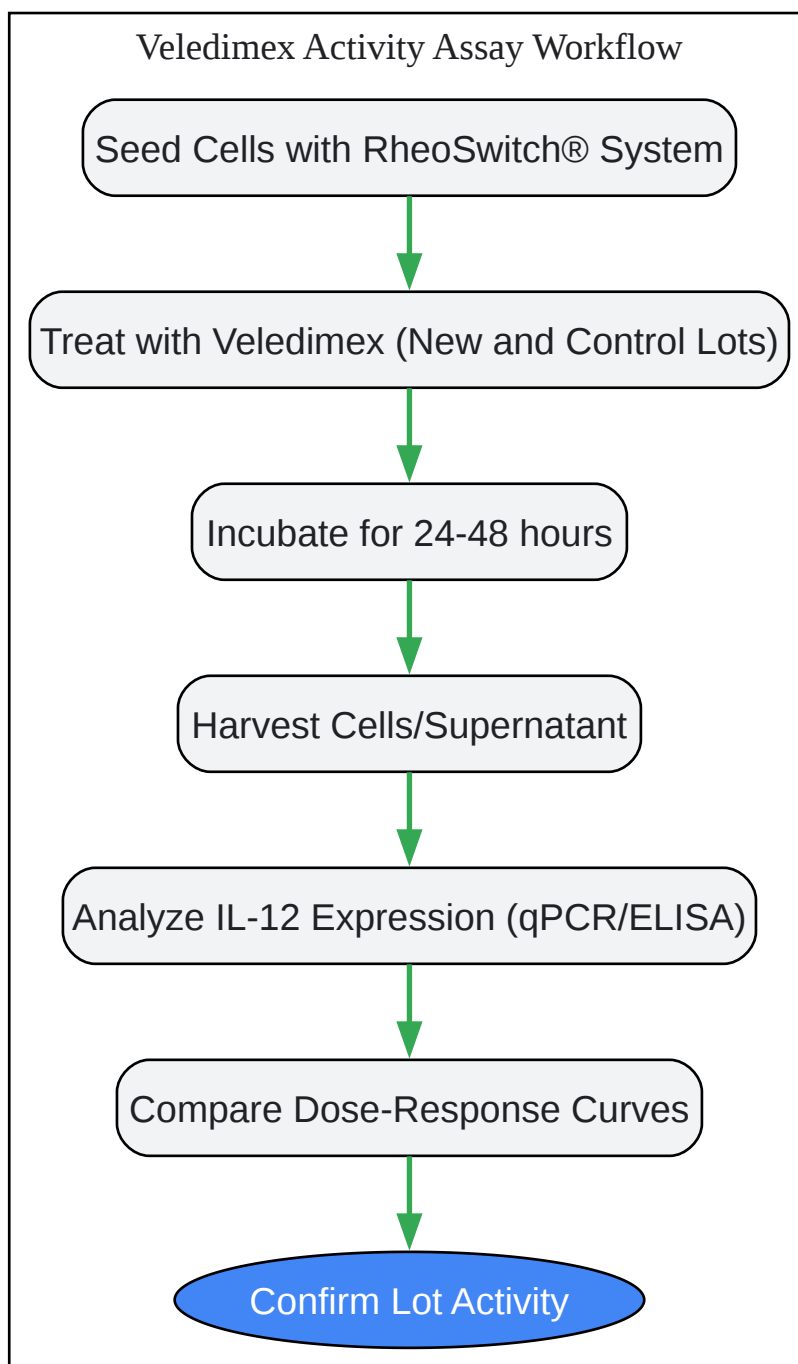 Veledimex Activity Assay Workflow
Seed Cells with RheoSwitch® System
Treat with Veledimex (New and Control Lots)
Incubate for 24-48 hours
Harvest Cells/Supernatant
Analyze IL-12 Expression (qPCR/ELISA)
Compare Dose-Response Curves
Confirm Lot Activity